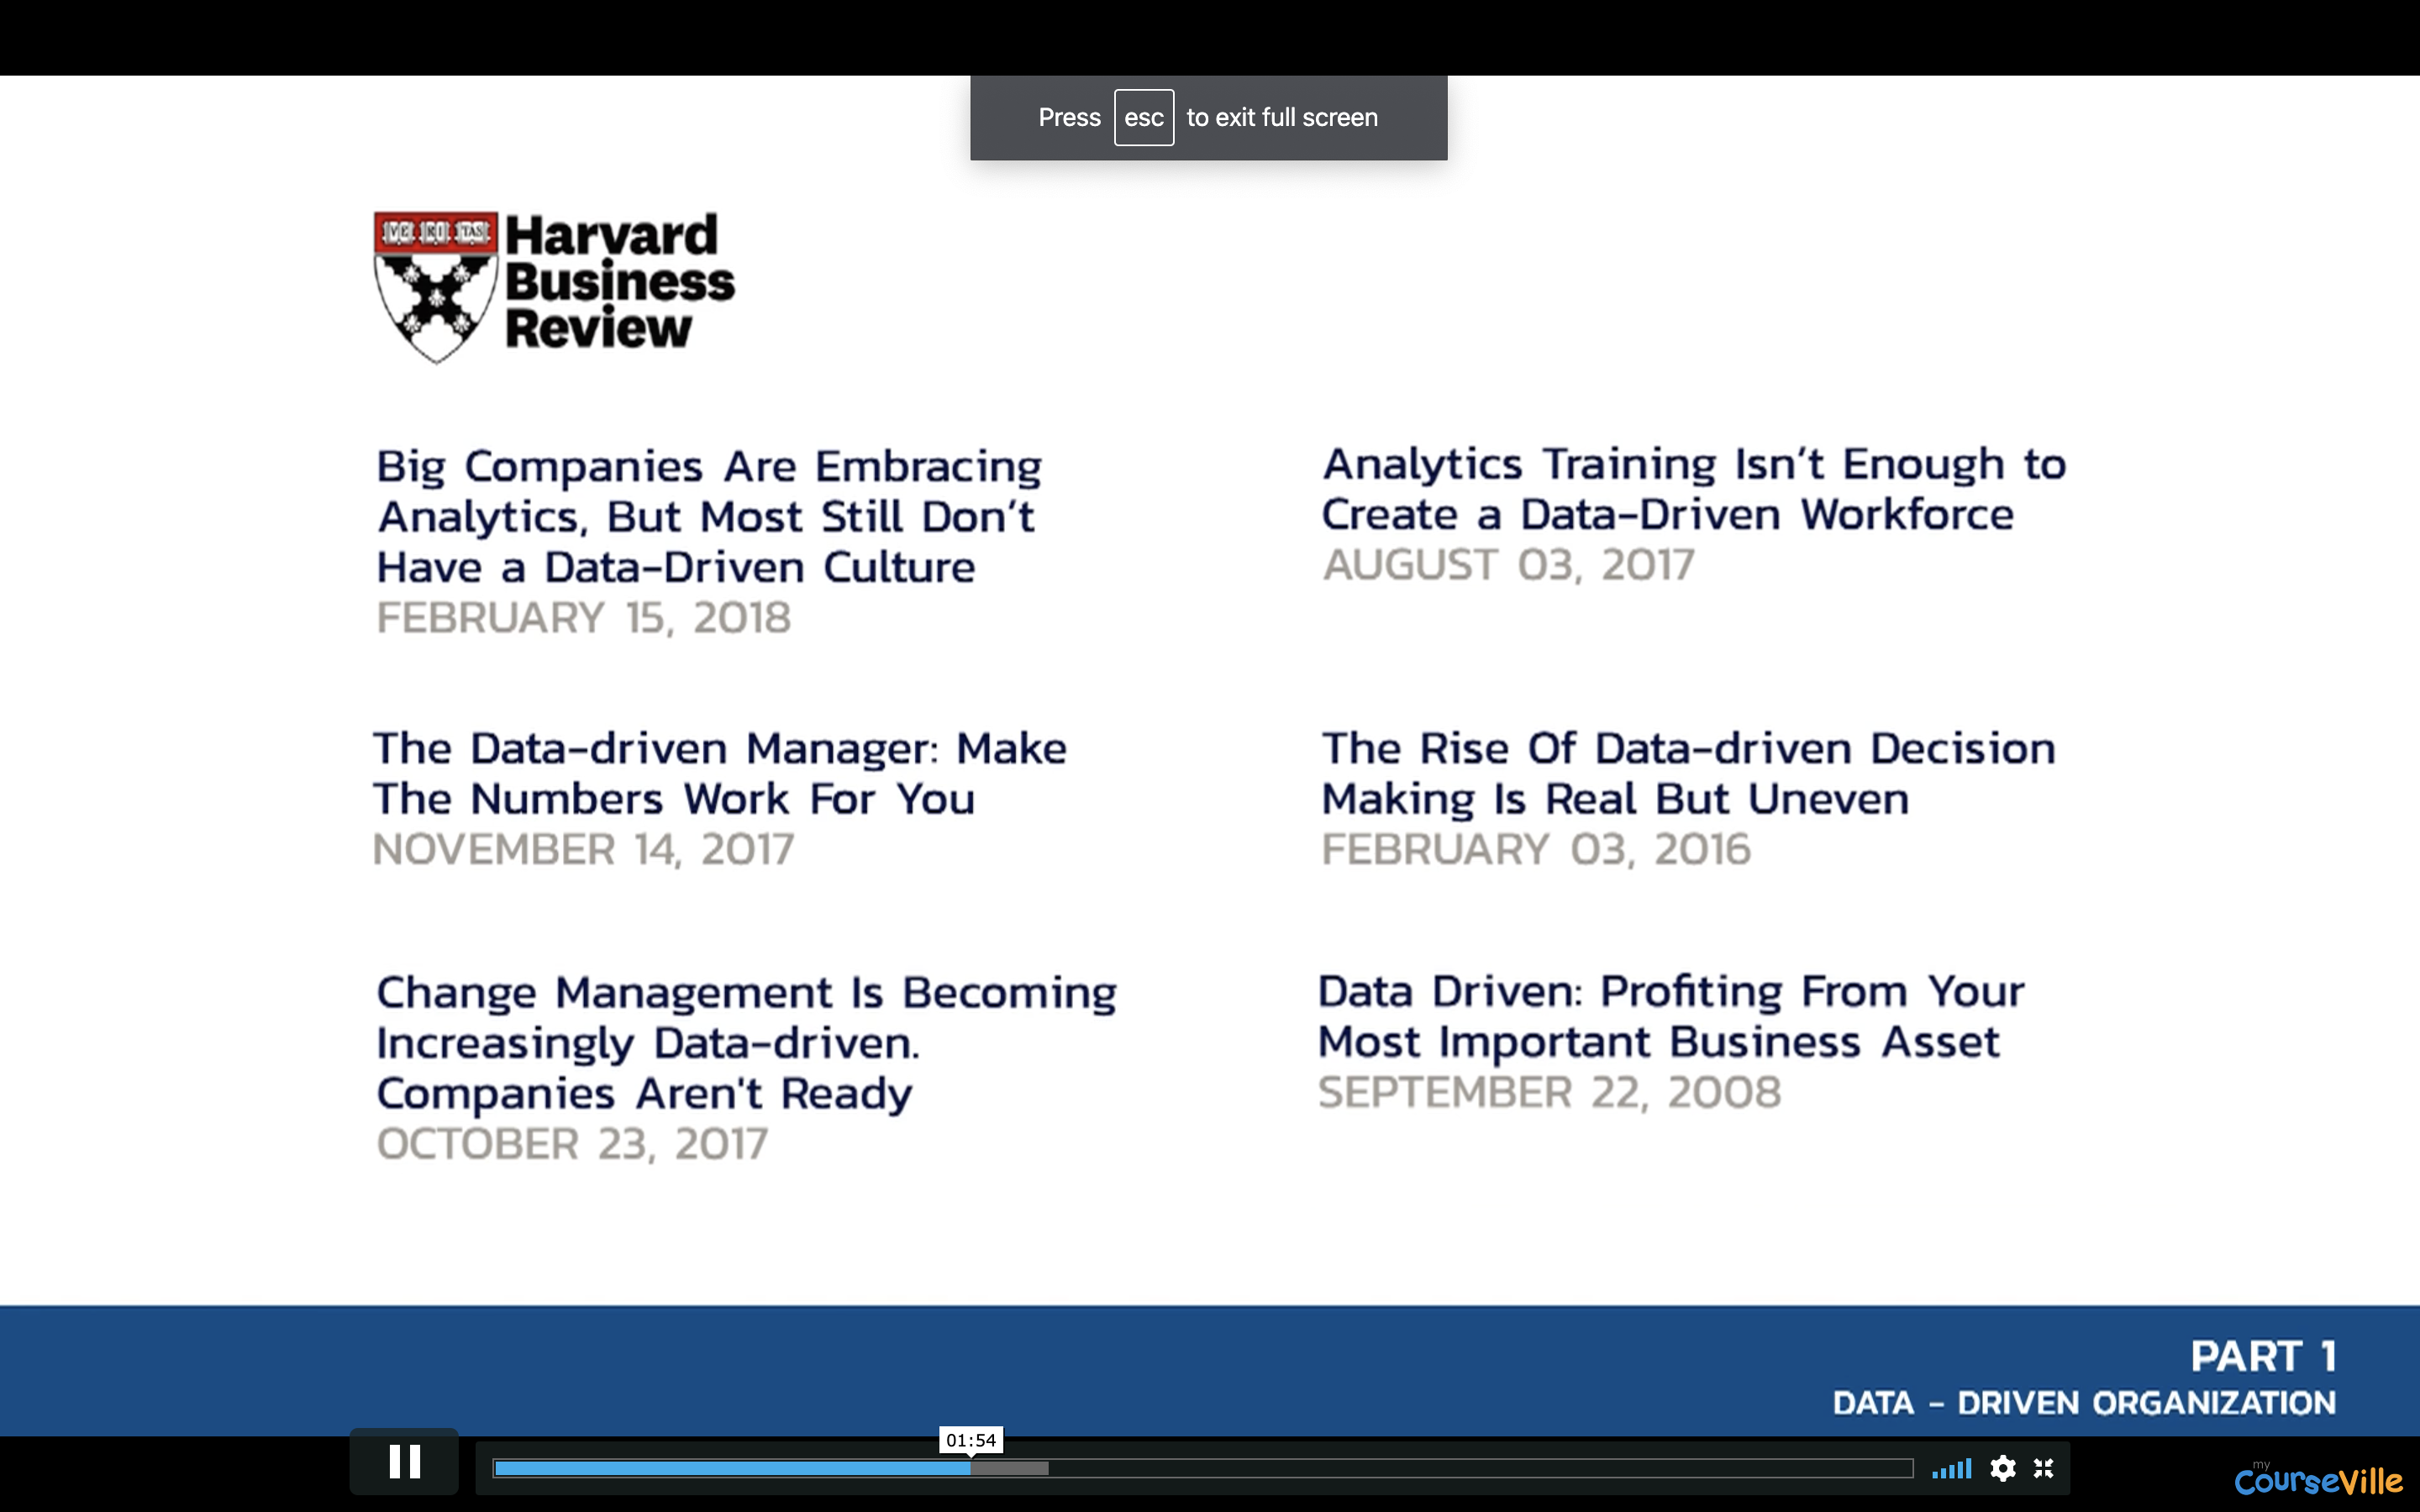 Press esc to exit full screen
VE RI TAS
Harvard
Business
Review
Big Companies Are Embracing
Analytics, But Most Still Don’t
Have a Data-Driven Culture
FEBRUARY 15, 2018
Analytics Training Isn’t Enough to
Create a Data-Driven Workforce
AUGUST 03, 2017
The Data-driven Manager: Make
The Numbers Work For You
NOVEMBER 14, 2017
The Rise Of Data-driven Decision
Making Is Real But Uneven
FEBRUARY 03, 2016
Change Management Is Becoming
Increasingly Data-driven.
Companies Aren't Ready
OCTOBER 23, 2017
Data Driven: Profiting From Your
Most Important Business Asset
SEPTEMBER 22, 2008
PART 1
DATA - DRIVEN ORGANIZATION
01:54
my
CourseVille